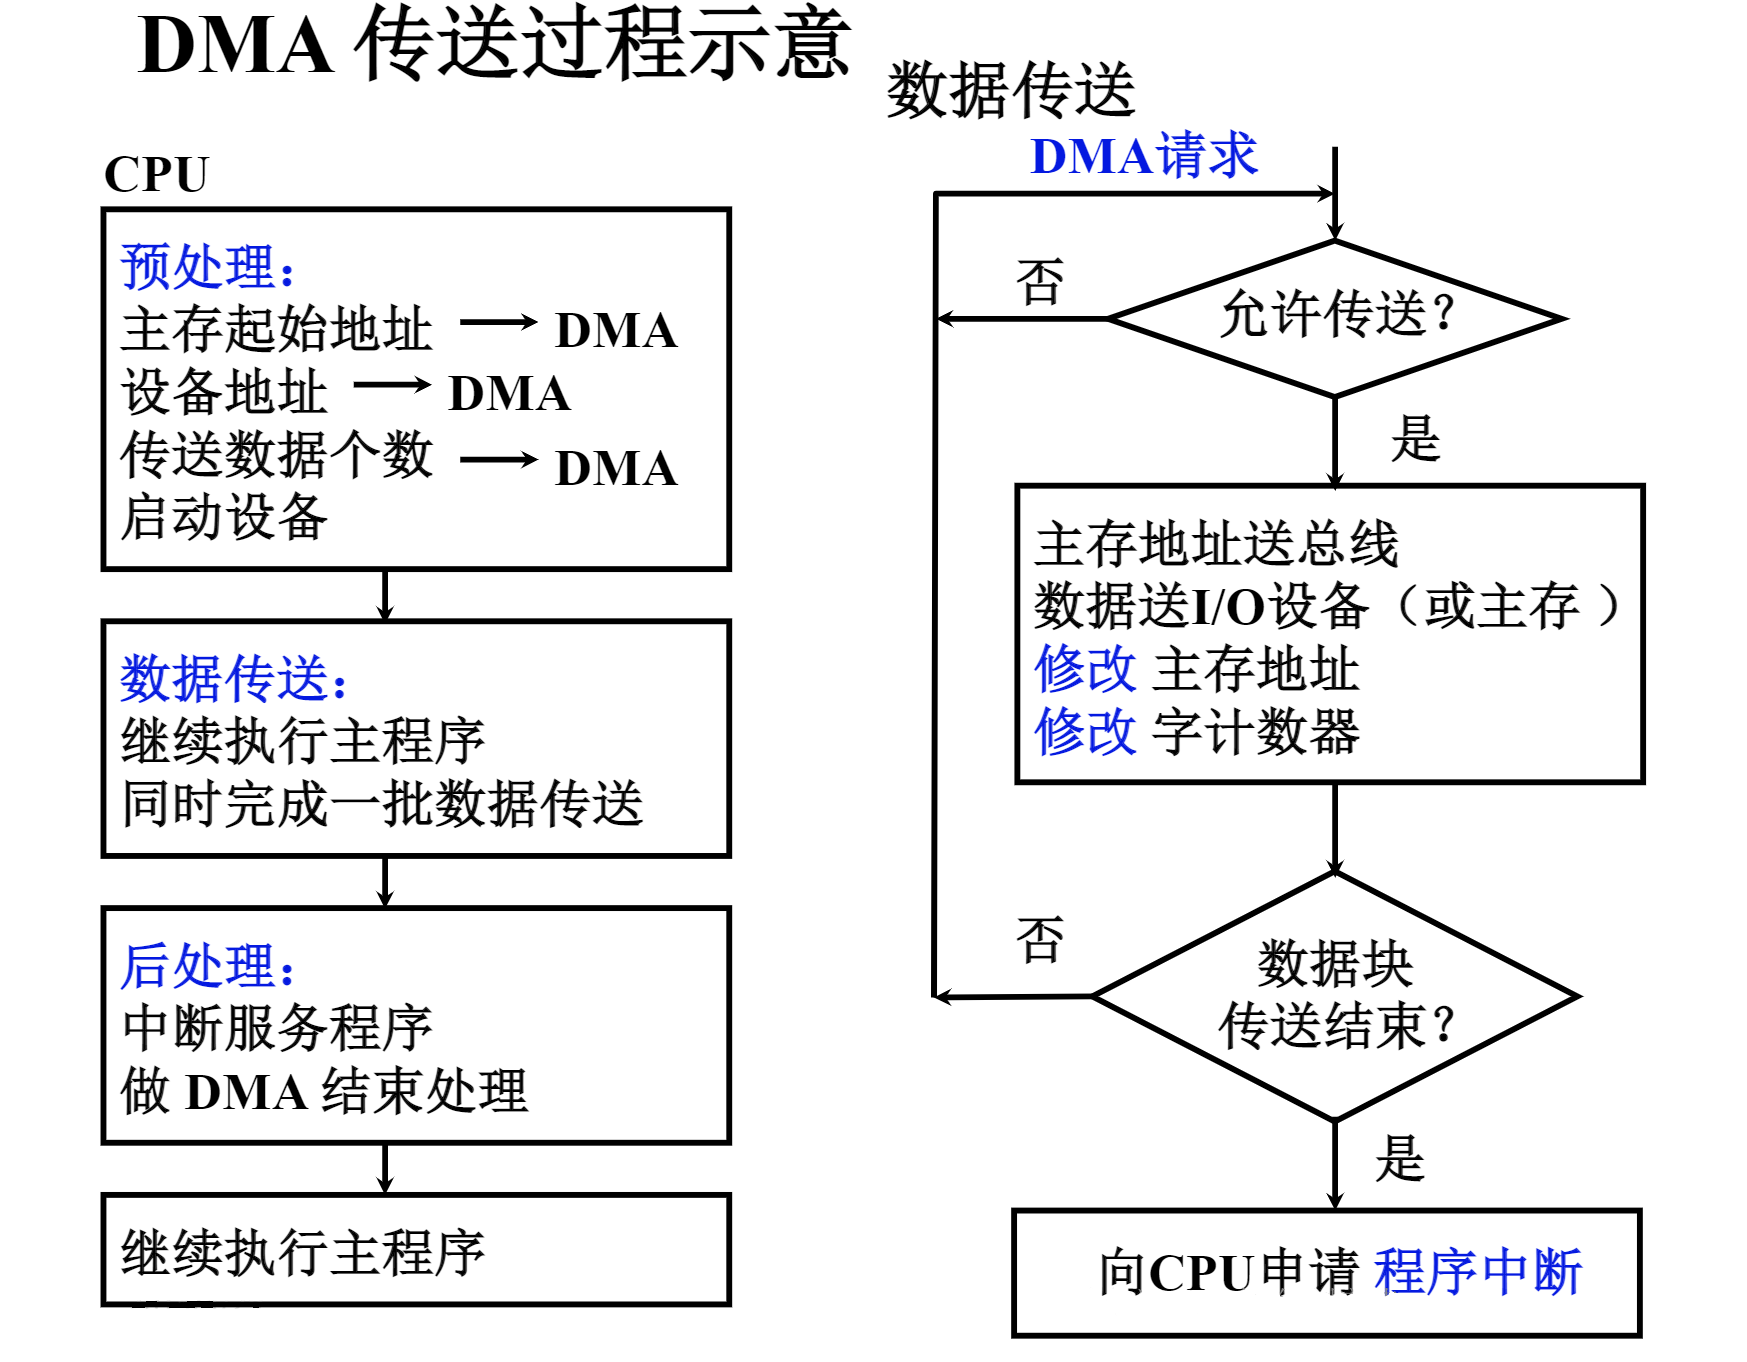 DMA 传送过程示意
CPU
预处理：
主存起始地址 → DMA
设备地址 → DMA
传送数据个数 → DMA
启动设备
数据传送：
继续执行主程序
同时完成一批数据传送
后处理：
中断服务程序
做 DMA 结束处理
继续执行主程序
数据传送
DMA请求
允许传送？
否
是
主存地址送总线
数据送I/O设备（或主存 ）
修改 主存地址
修改 字计数器
数据块
传送结束？
否
是
向CPU申请 程序中断